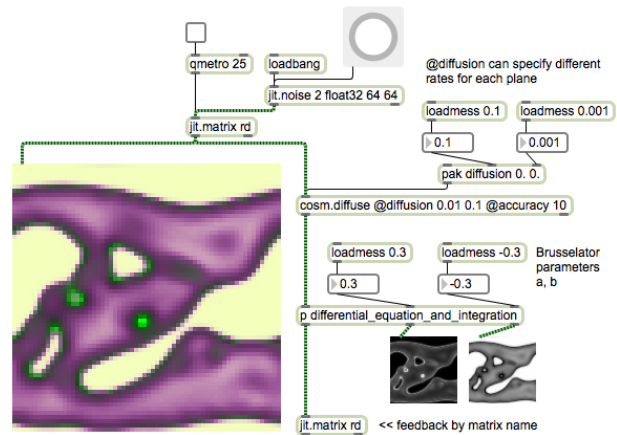 qmetro 25
loadbang
@diffusion can specify different
rates for each plane
jit.noise 2 float32 64 64
loadmess 0.1
loadmess 0.001
jit.matrix rd
0.1
0.001
pak diffusion 0. 0.
cosm.diffuse @diffusion 0.01 0.1 @accuracy 10
loadmess 0.3
loadmess -0.3
Brusselator
parameters
a, b
0.3
-0.3
p differential_equation_and_integration
jit.matrix rd
<< feedback by matrix name